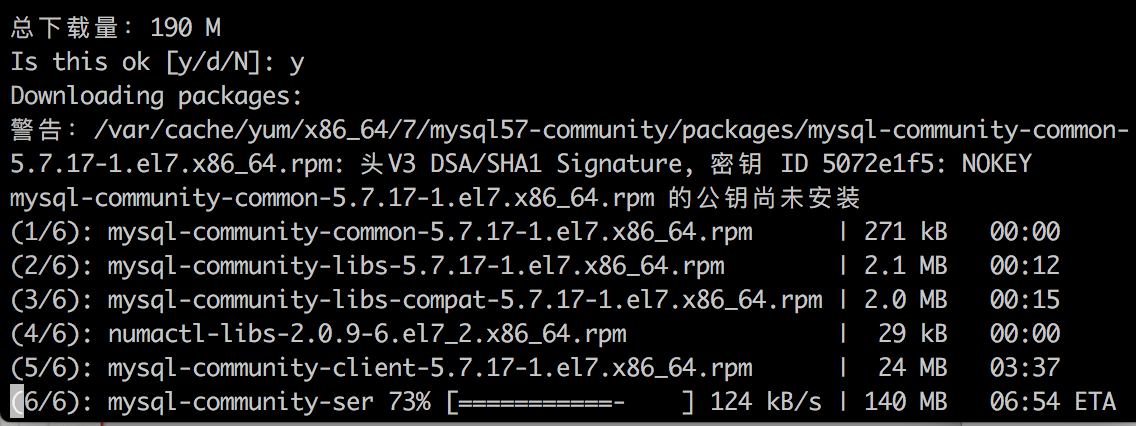 总下载量：190 M
Is this ok [y/d/N]: y
Downloading packages:
警告：/var/cache/yum/x86_64/7/mysql57-community/packages/mysql-community-common-
5.7.17-1.el7.x86_64.rpm: 头V3 DSA/SHA1 Signature, 密钥 ID 5072e1f5: NOKEY
mysql-community-common-5.7.17-1.el7.x86_64.rpm 的公钥尚未安装
(1/6): mysql-community-common-5.7.17-1.el7.x86_64.rpm      | 271 kB   00:00
(2/6): mysql-community-libs-5.7.17-1.el7.x86_64.rpm        | 2.1 MB   00:12
(3/6): mysql-community-libs-compat-5.7.17-1.el7.x86_64.rpm | 2.0 MB   00:15
(4/6): numactl-libs-2.0.9-6.el7_2.x86_64.rpm               |  29 kB   00:00
(5/6): mysql-community-client-5.7.17-1.el7.x86_64.rpm      |  24 MB   03:37
(6/6): mysql-community-ser 73% [===========-    ] 124 kB/s | 140 MB   06:54 ETA